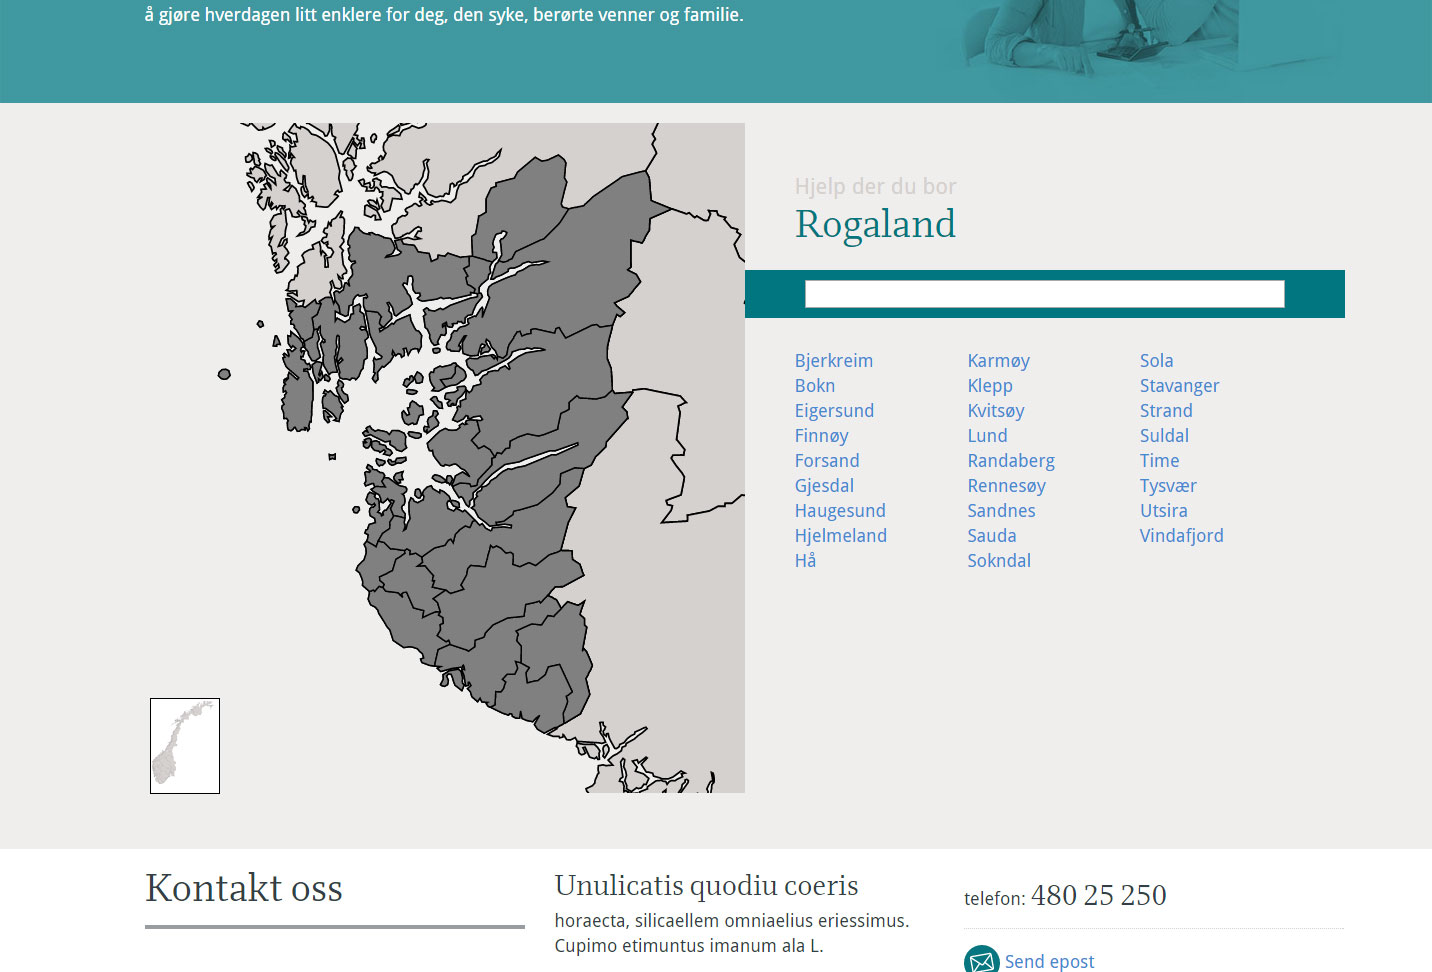 å gjøre hverdagen litt enklere for deg, den syke, berørte venner og familie.
Hjelp der du bor
Rogaland
Bjerkreim
Bokn
Eigersund
Finnøy
Forsand
Gjesdal
Haugesund
Hjelmeland
Hå
Karmøy
Klepp
Kvitsøy
Lund
Randaberg
Rennesøy
Sandnes
Sauda
Sokndal
Sola
Stavanger
Strand
Suldal
Time
Tysvær
Utsira
Vindafjord
Kontakt oss
Unulicatis quodiu coeris
horaecta, silicaellem omniaelius eriessimus.
Cupimo etimuntus imanum ala L.
telefon: 480 25 250
Send epost